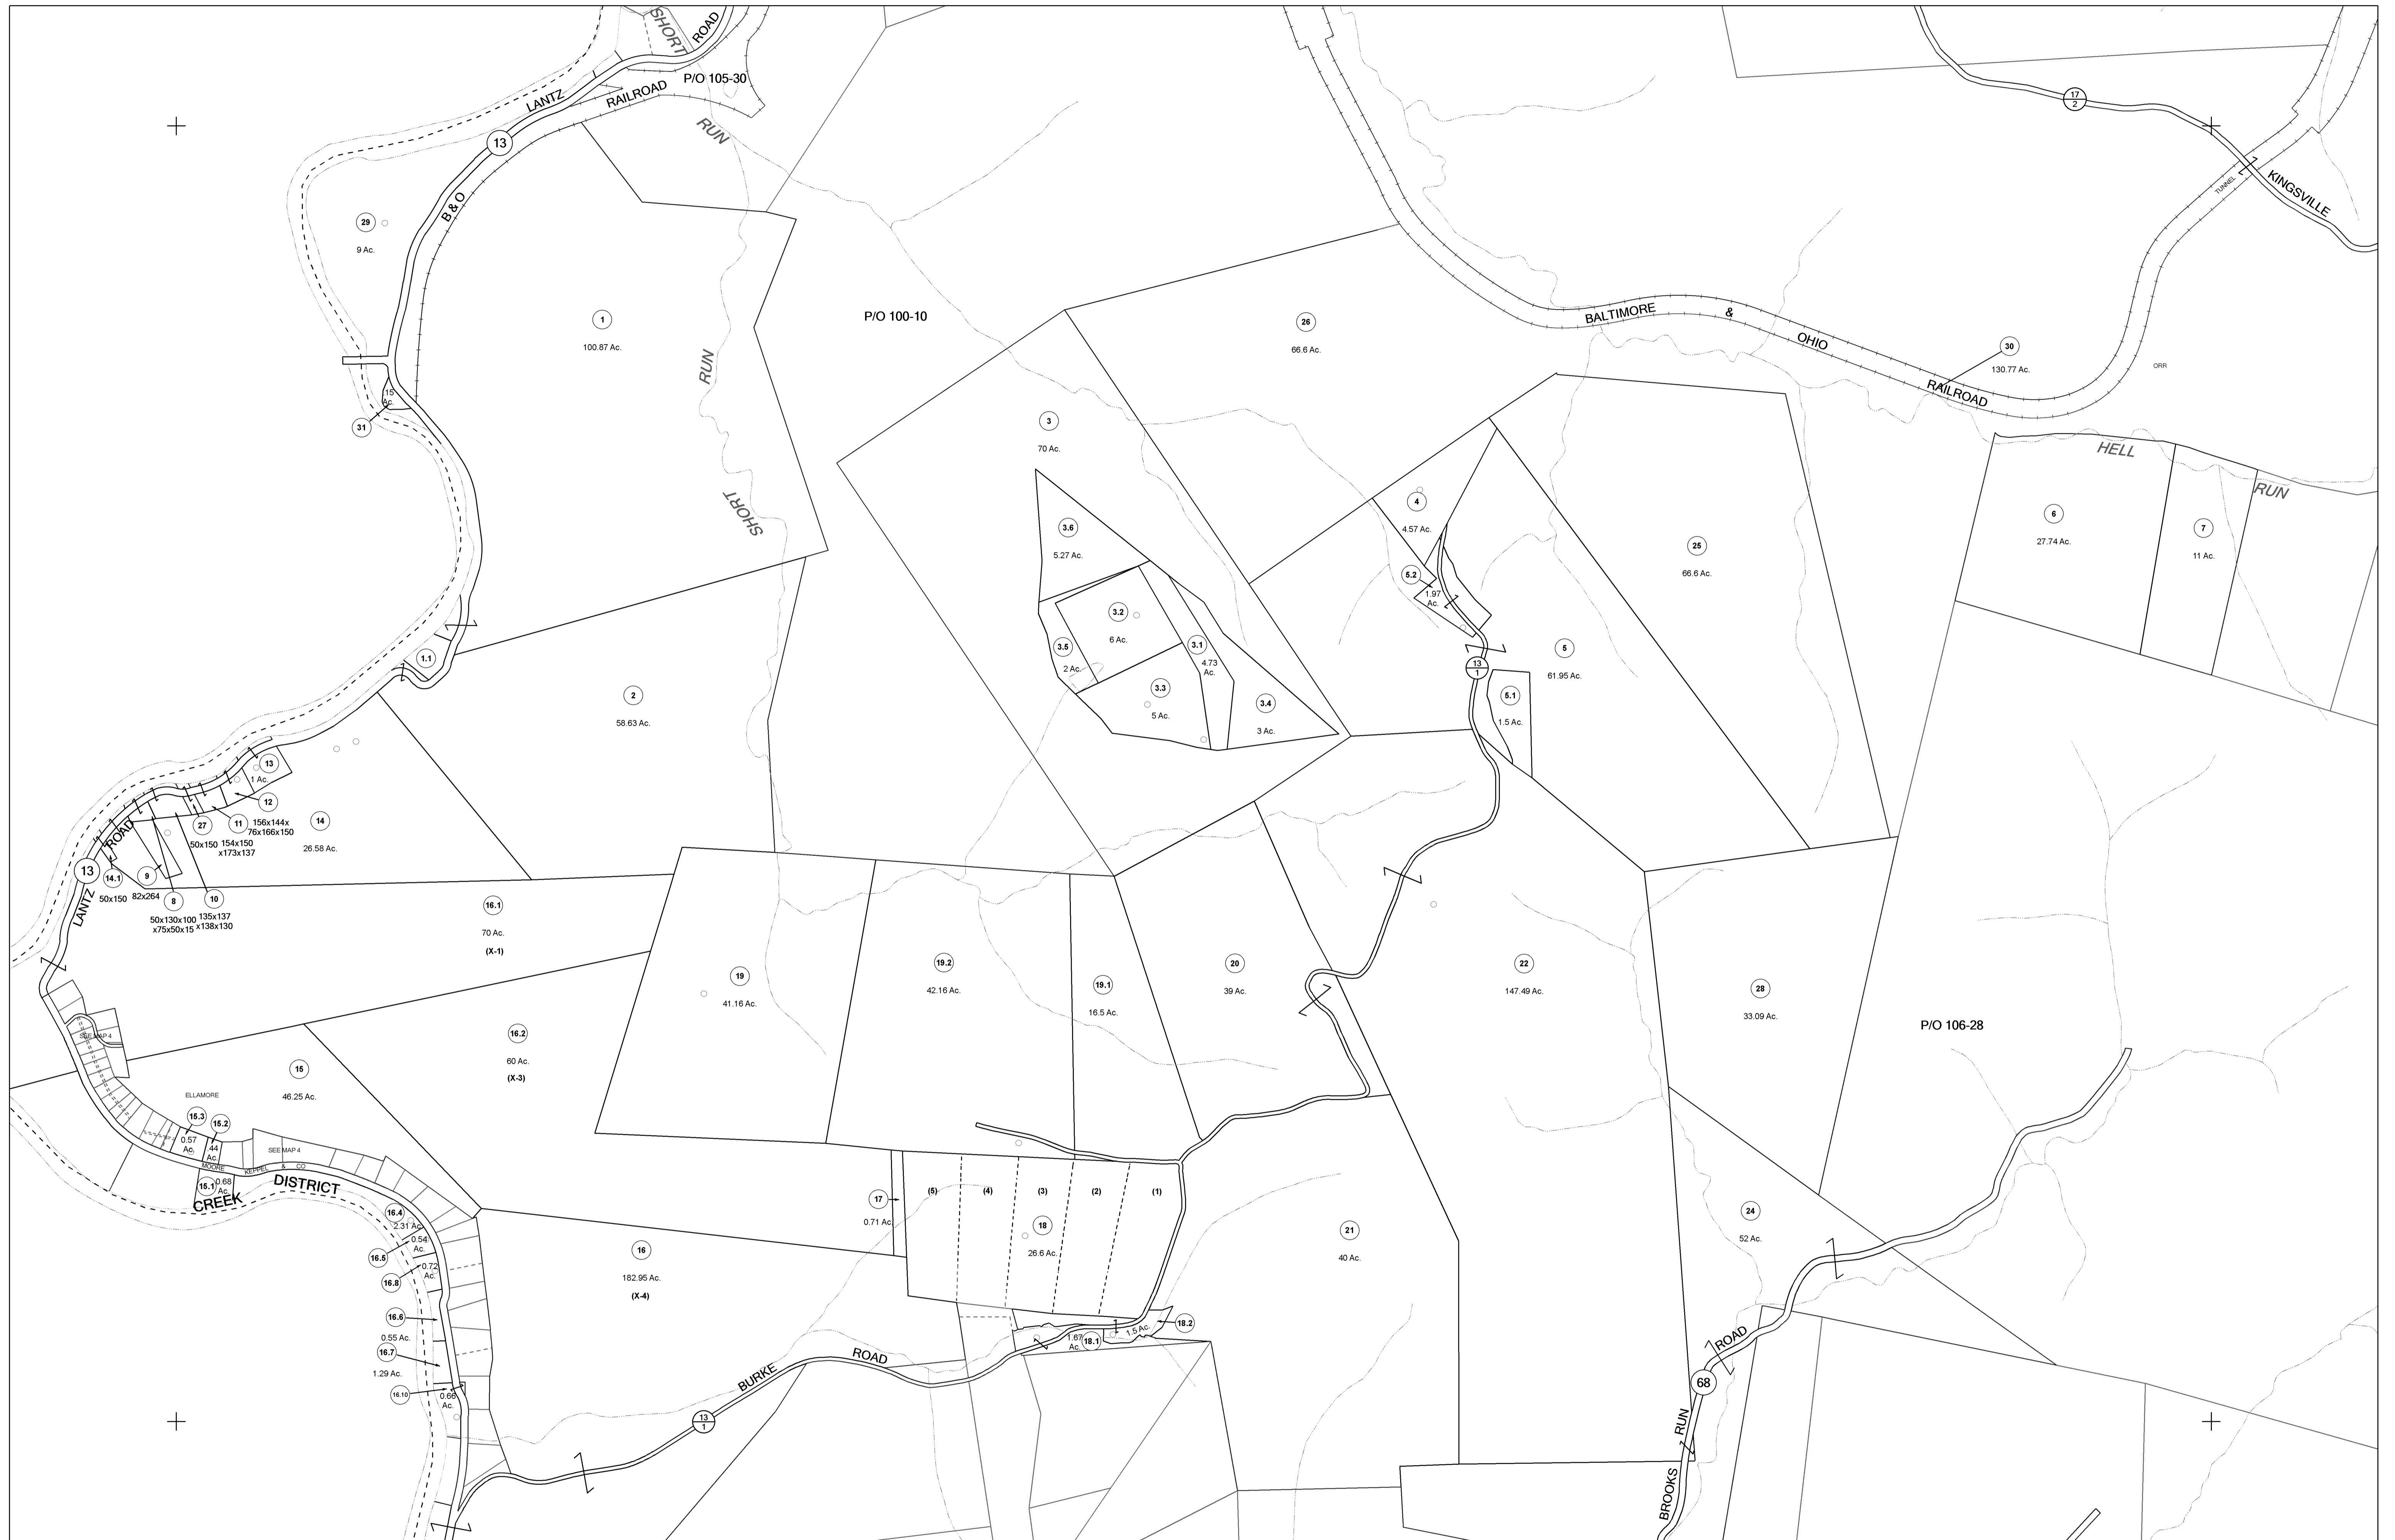 SHORT
ROAD
P/O 105-30
LANTZ
RAILROAD
RUN
13
B & O
17
2
KINGSVILLE
TUNNEL
29
9 Ac.
1
100.87 Ac.
P/O 100-10
RUN
SHORT
26
66.6 Ac.
BALTIMORE
&
OHIO
RAILROAD
30
130.77 Ac.
ORR
.15
Ac.
31
3
70 Ac.
HELL
RUN
3.6
5.27 Ac.
4
4.57 Ac.
25
66.6 Ac.
6
27.74 Ac.
7
11 Ac.
5.2
1.97
Ac.
3.2
6 Ac.
3.5
2 Ac.
3.1
4.73
Ac.
3.3
5 Ac.
3.4
3 Ac.
13
1
5
61.95 Ac.
5.1
1.5 Ac.
1.1
2
58.63 Ac.
13
1 Ac.
12
156x144x
76x166x150
11
154x150
x173x137
27
50x150
14
26.58 Ac.
ROAD
13
LANTZ
14.1
50x150
9
82x264
8
50x130x100
x75x50x15
10
135x137
x138x130
16.1
70 Ac.
(X-1)
19
41.16 Ac.
19.2
42.16 Ac.
19.1
16.5 Ac.
20
39 Ac.
22
147.49 Ac.
28
33.09 Ac.
P/O 106-28
SEE MAP 4
16.2
60 Ac.
(X-3)
15
46.25 Ac.
ELLAMORE
15.3
0.57
Ac.
15.2
.44
Ac.
SEE MAP 4
MOORE KEPPEL & CO
15.1
0.68
Ac.
CREEK
DISTRICT
16.4
2.31 Ac.
16.5
0.54
Ac.
16.8
0.72
Ac.
16.6
0.55 Ac.
16.7
1.29 Ac.
16.10
0.66
Ac.
16
182.95 Ac.
(X-4)
17
0.71 Ac.
(5)
(4)
(3)
(2)
(1)
18
26.6 Ac.
18.2
1.5 Ac.
18.1
1.67
Ac.
21
40 Ac.
24
52 Ac.
BURKE
ROAD
13
1
ROAD
68
RUN
BROOKS